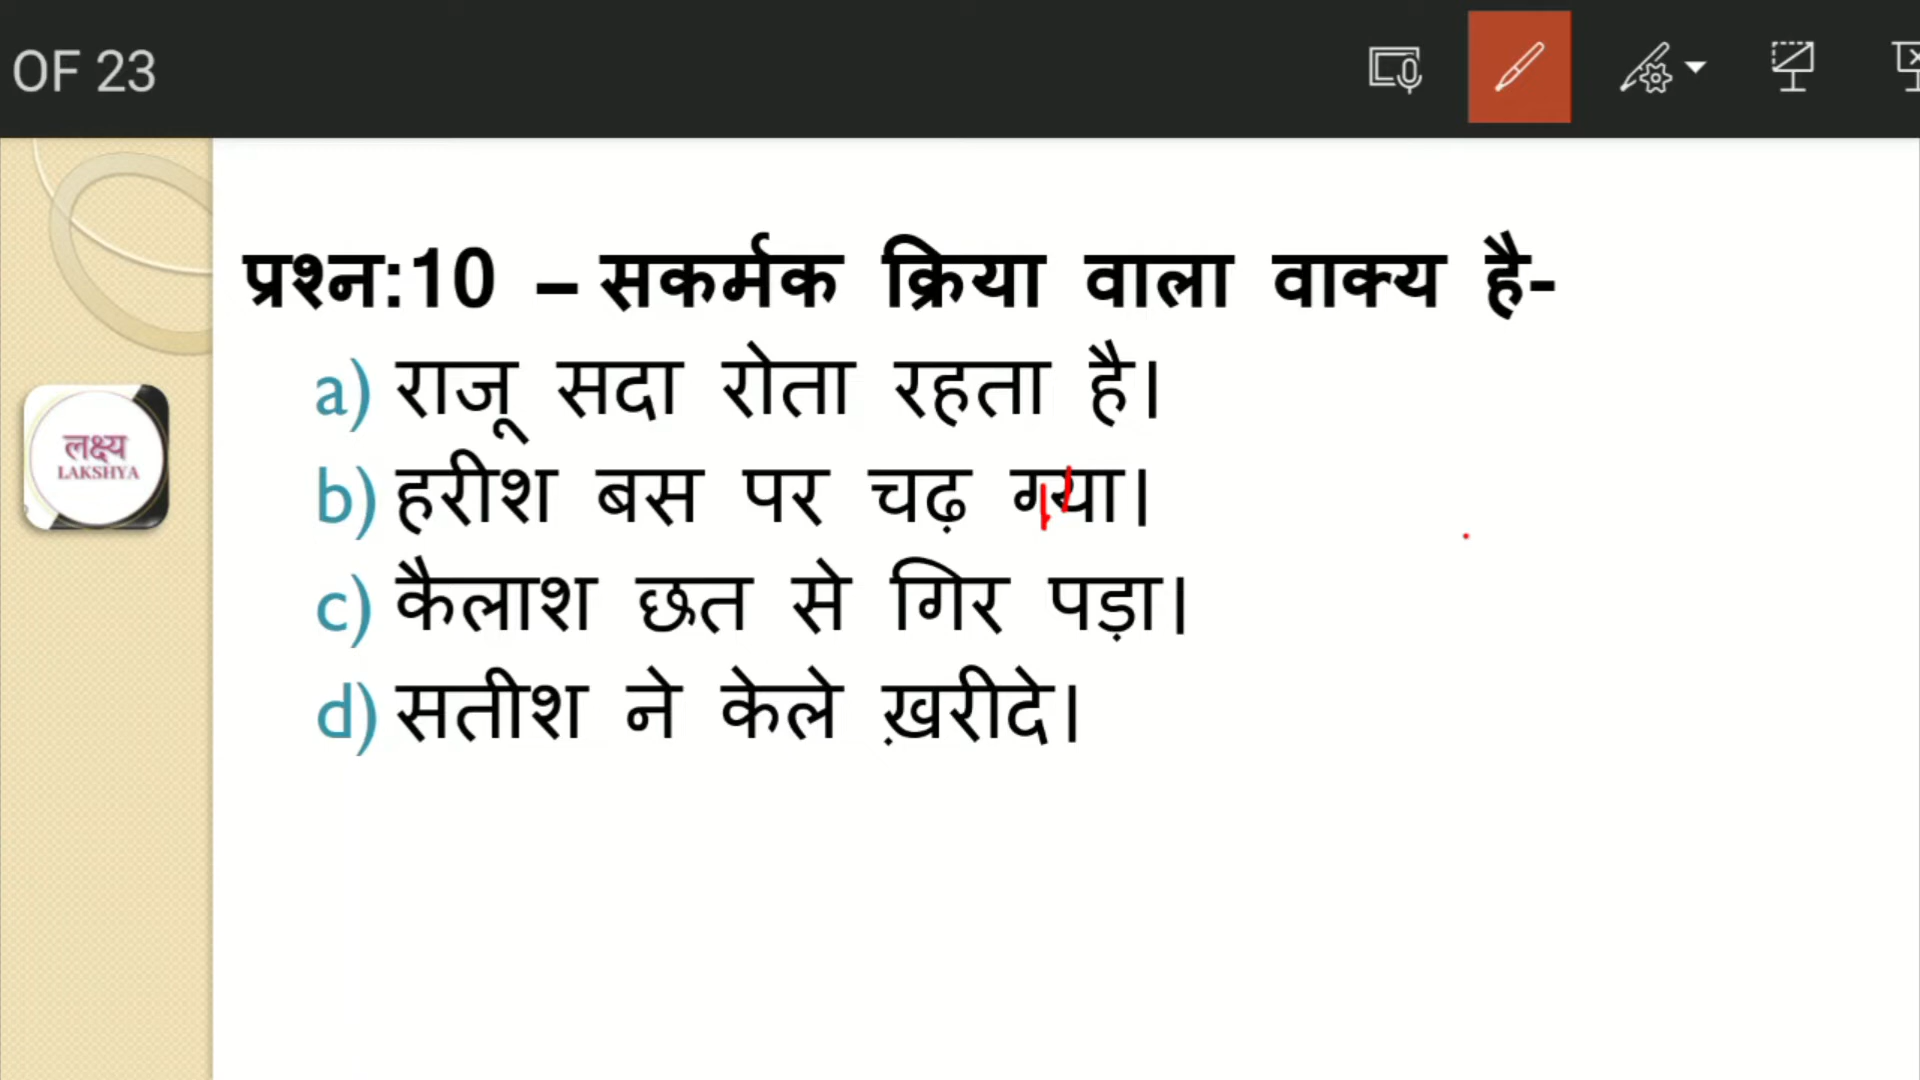 OF 23
प्रश्न:10 – सकर्मक क्रिया वाला वाक्य है-
a) राजू सदा रोता रहता है।
b) हरीश बस पर चढ़ गया।
लक्ष्य
LAKSHYA
c) कैलाश छत से गिर पड़ा।
d) सतीश ने केले ख़रीदे।